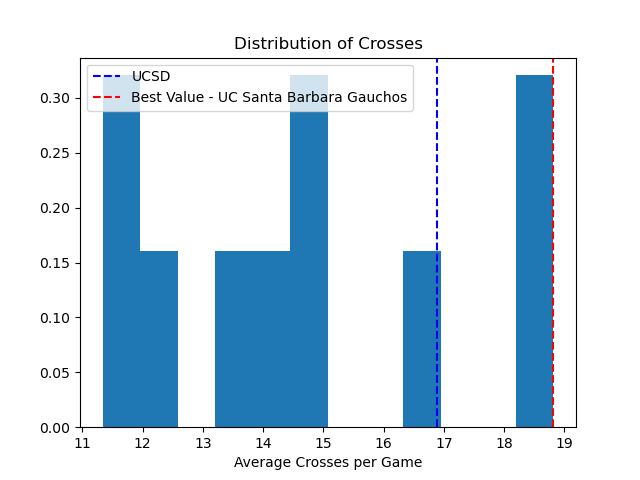 Distribution of Crosses
UCSD
Best Value - UC Santa Barbara Gauchos
0.30
0.25
0.20
0.15
0.10
0.05
0.00
11 12 13 14 15 16 17 18 19
Average Crosses per Game